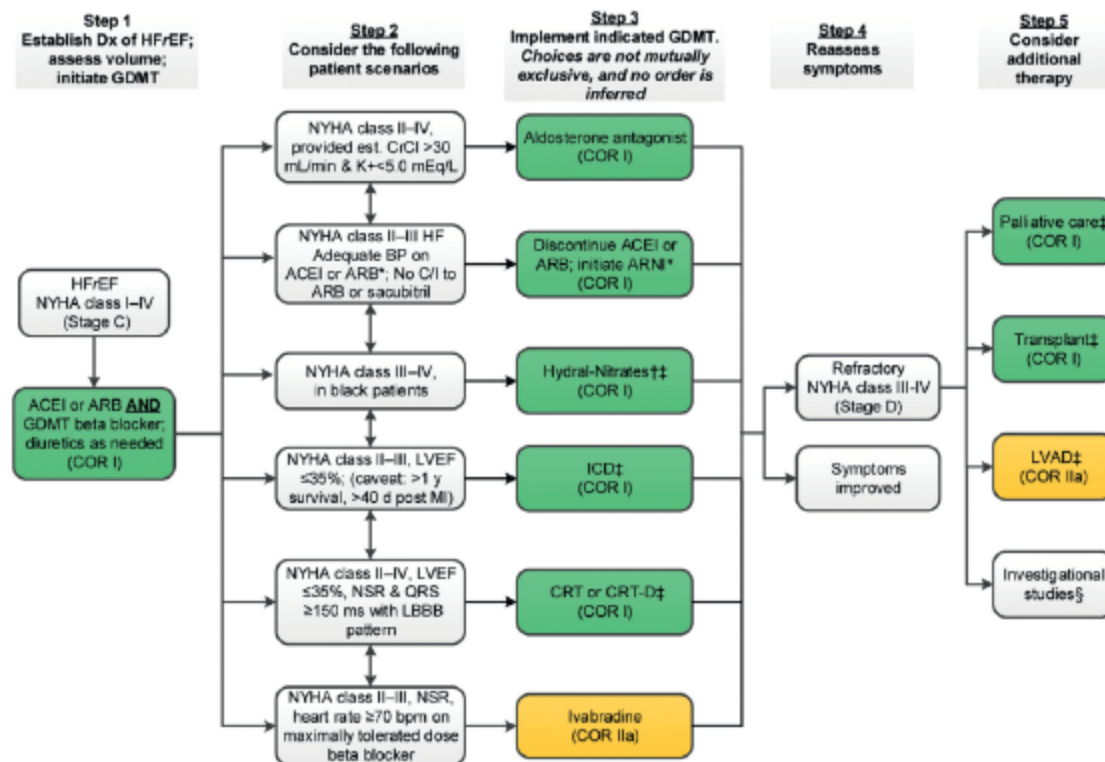 Step 1
Establish Dx of HFrEF;
assess volume;
initiate GDMT
Step 2
Consider the following
patient scenarios
Step 3
Implement indicated GDMT.
Choices are not mutually
exclusive, and no order is
inferred
Step 4
Reassess
symptoms
Step 5
Consider
additional
therapy
HFrEF
NYHA class I–IV
(Stage C)
ACEI or ARB AND
GDMT beta blocker;
diuretics as needed
(COR I)
NYHA class II–IV,
provided est. CrCl >30
mL/min & K+<5.0 mEq/L
Aldosterone antagonist
(COR I)
NYHA class II–III HF
Adequate BP on
ACEI or ARB*; No C/I to
ARB or sacubitril
Discontinue ACEI or
ARB; initiate ARNI*
(COR I)
NYHA class III–IV,
in black patients
Hydral-Nitrates†‡
(COR I)
NYHA class II–III, LVEF
≤35%; (caveat: >1 y
survival, >40 d post MI)
ICD‡
(COR I)
NYHA class II–IV, LVEF
≤35%, NSR & QRS
≥150 ms with LBBB
pattern
CRT or CRT-D‡
(COR I)
NYHA class II–III, NSR,
heart rate ≥70 bpm on
maximally tolerated dose
beta blocker
Ivabradine
(COR IIa)
Refractory
NYHA class III-IV
(Stage D)
Symptoms
improved
Palliative care‡
(COR I)
Transplant‡
(COR I)
LVAD‡
(COR IIa)
Investigational
studies§